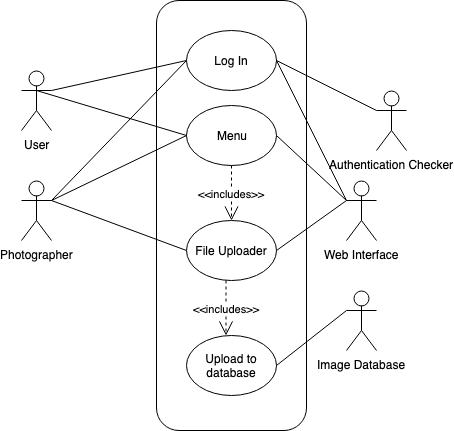 Log In
User
Menu
Authentication Checker
<<includes>>
Photographer
File Uploader
Web Interface
<<includes>>
Upload to
database
Image Database